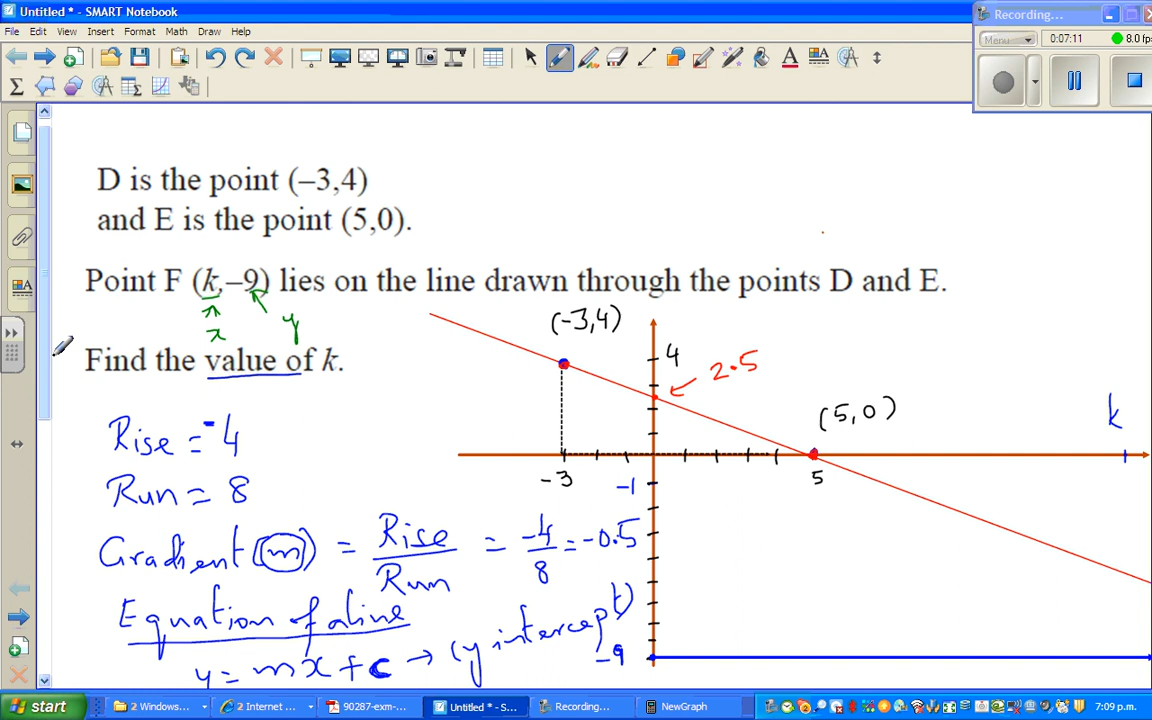 Untitled * - SMART Notebook
File Edit View Insert Format Math Draw Help
Recording...
Menu 0:07:11 8.0 fp
D is the point (–3,4)
and E is the point (5,0).
Point F (k,–9) lies on the line drawn through the points D and E.
x
y
Find the value of k.
(-3,4)
4
2.5
(5,0)
k
-3
-1
5
-9
Rise = -4
Run = 8
Gradient (m) = Rise/Run = -4/8 = -0.5
Equation of a line
y = mx + c → (y intercept)
start 2 Windows... 2 Internet ... 90287-exm-... Untitled * - S... Recording... NewGraph 7:09 p.m.